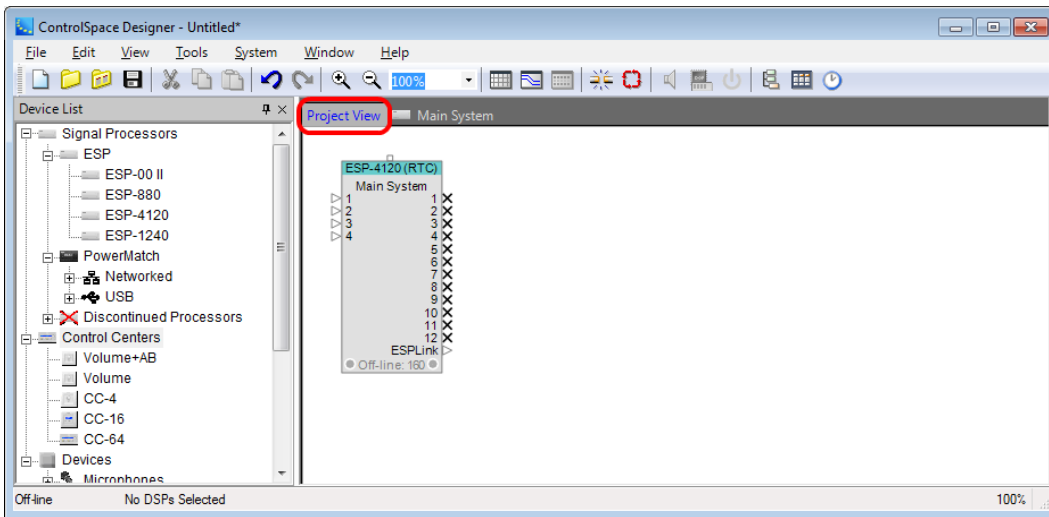 ControlSpace Designer - Untitled*
File Edit View Tools System Window Help
100%
Device List
Project View Main System
Signal Processors
ESP
ESP-00 II
ESP-880
ESP-4120
ESP-1240
PowerMatch
Networked
USB
Discontinued Processors
Control Centers
Volume+AB
Volume
CC-4
CC-16
CC-64
Devices
Microphones
ESP-4120 (RTC)
Main System
1 1
2 2
3 3
4 4
5
6
7
8
9
10
11
12
ESPLink
Off-line: 160
Off-line No DSPs Selected 100%